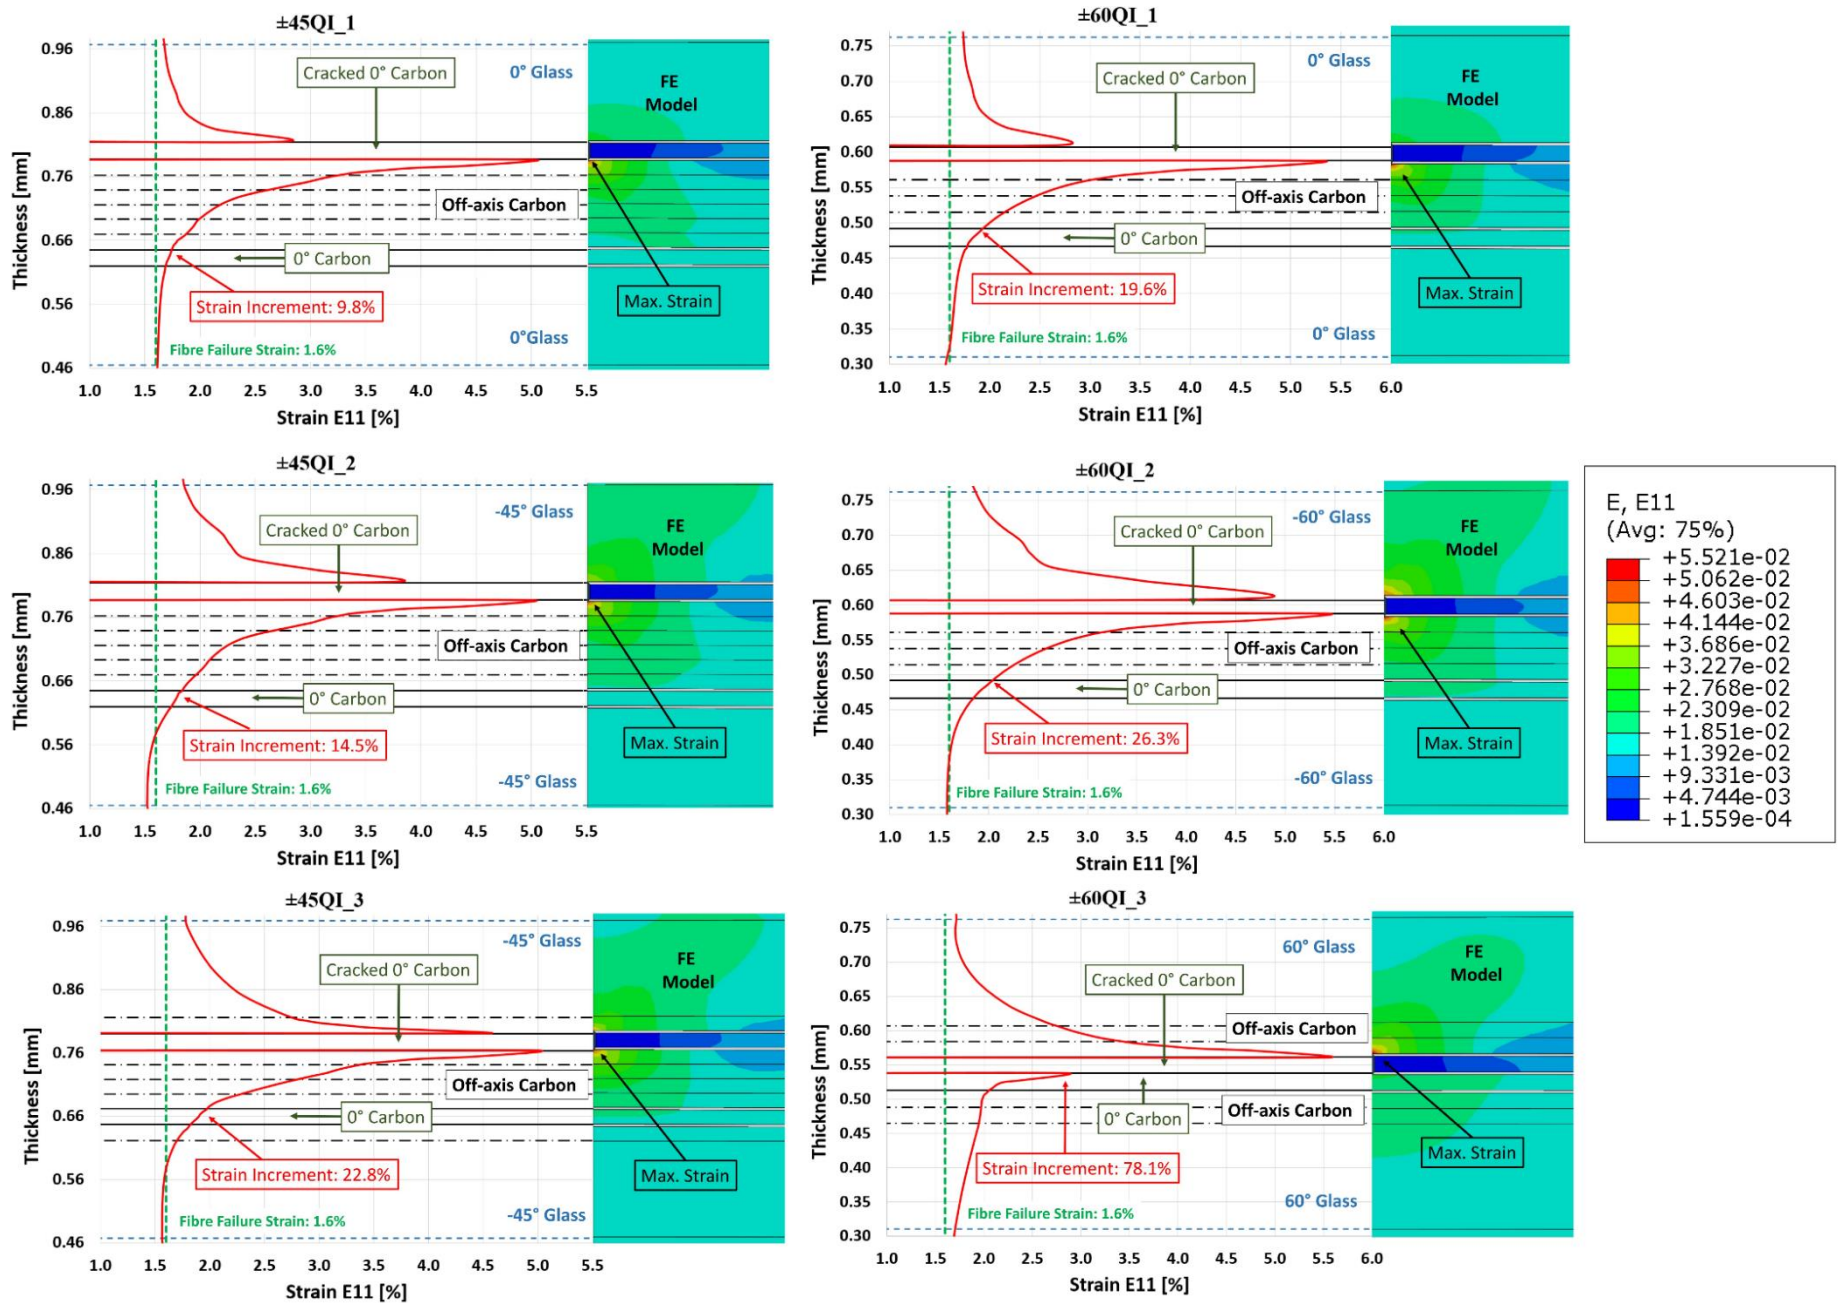 ±45QI_1
0.96
0.86
0.76
0.66
0.56
0.46
Thickness [mm]
0° Glass
Cracked 0° Carbon
Off-axis Carbon
0° Carbon
Strain Increment: 9.8%
0°Glass
Fibre Failure Strain: 1.6%
FE
Model
Max. Strain
1.0 1.5 2.0 2.5 3.0 3.5 4.0 4.5 5.0 5.5
Strain E11 [%]
±60QI_1
0.75
0.70
0.65
0.60
0.55
0.50
0.45
0.40
0.35
0.30
Thickness [mm]
0° Glass
Cracked 0° Carbon
Off-axis Carbon
0° Carbon
Strain Increment: 19.6%
0° Glass
Fibre Failure Strain: 1.6%
FE
Model
Max. Strain
1.0 1.5 2.0 2.5 3.0 3.5 4.0 4.5 5.0 5.5 6.0
Strain E11 [%]
±45QI_2
0.96
0.86
0.76
0.66
0.56
0.46
Thickness [mm]
-45° Glass
Cracked 0° Carbon
Off-axis Carbon
0° Carbon
Strain Increment: 14.5%
-45° Glass
Fibre Failure Strain: 1.6%
FE
Model
Max. Strain
1.0 1.5 2.0 2.5 3.0 3.5 4.0 4.5 5.0 5.5
Strain E11 [%]
±60QI_2
0.75
0.70
0.65
0.60
0.55
0.50
0.45
0.40
0.35
0.30
Thickness [mm]
-60° Glass
Cracked 0° Carbon
Off-axis Carbon
0° Carbon
Strain Increment: 26.3%
-60° Glass
Fibre Failure Strain: 1.6%
FE
Model
Max. Strain
1.0 1.5 2.0 2.5 3.0 3.5 4.0 4.5 5.0 5.5 6.0
Strain E11 [%]
E, E11
(Avg: 75%)
+5.521e-02
+5.062e-02
+4.603e-02
+4.144e-02
+3.686e-02
+3.227e-02
+2.768e-02
+2.309e-02
+1.851e-02
+1.392e-02
+9.331e-03
+4.744e-03
+1.559e-04
±45QI_3
0.96
0.86
0.76
0.66
0.56
0.46
Thickness [mm]
-45° Glass
Cracked 0° Carbon
Off-axis Carbon
0° Carbon
Strain Increment: 22.8%
-45° Glass
Fibre Failure Strain: 1.6%
FE
Model
Max. Strain
1.0 1.5 2.0 2.5 3.0 3.5 4.0 4.5 5.0 5.5
Strain E11 [%]
±60QI_3
0.75
0.70
0.65
0.60
0.55
0.50
0.45
0.40
0.35
0.30
Thickness [mm]
60° Glass
Cracked 0° Carbon
Off-axis Carbon
0° Carbon
Off-axis Carbon
Strain Increment: 78.1%
60° Glass
Fibre Failure Strain: 1.6%
FE
Model
Max. Strain
1.0 1.5 2.0 2.5 3.0 3.5 4.0 4.5 5.0 5.5 6.0
Strain E11 [%]